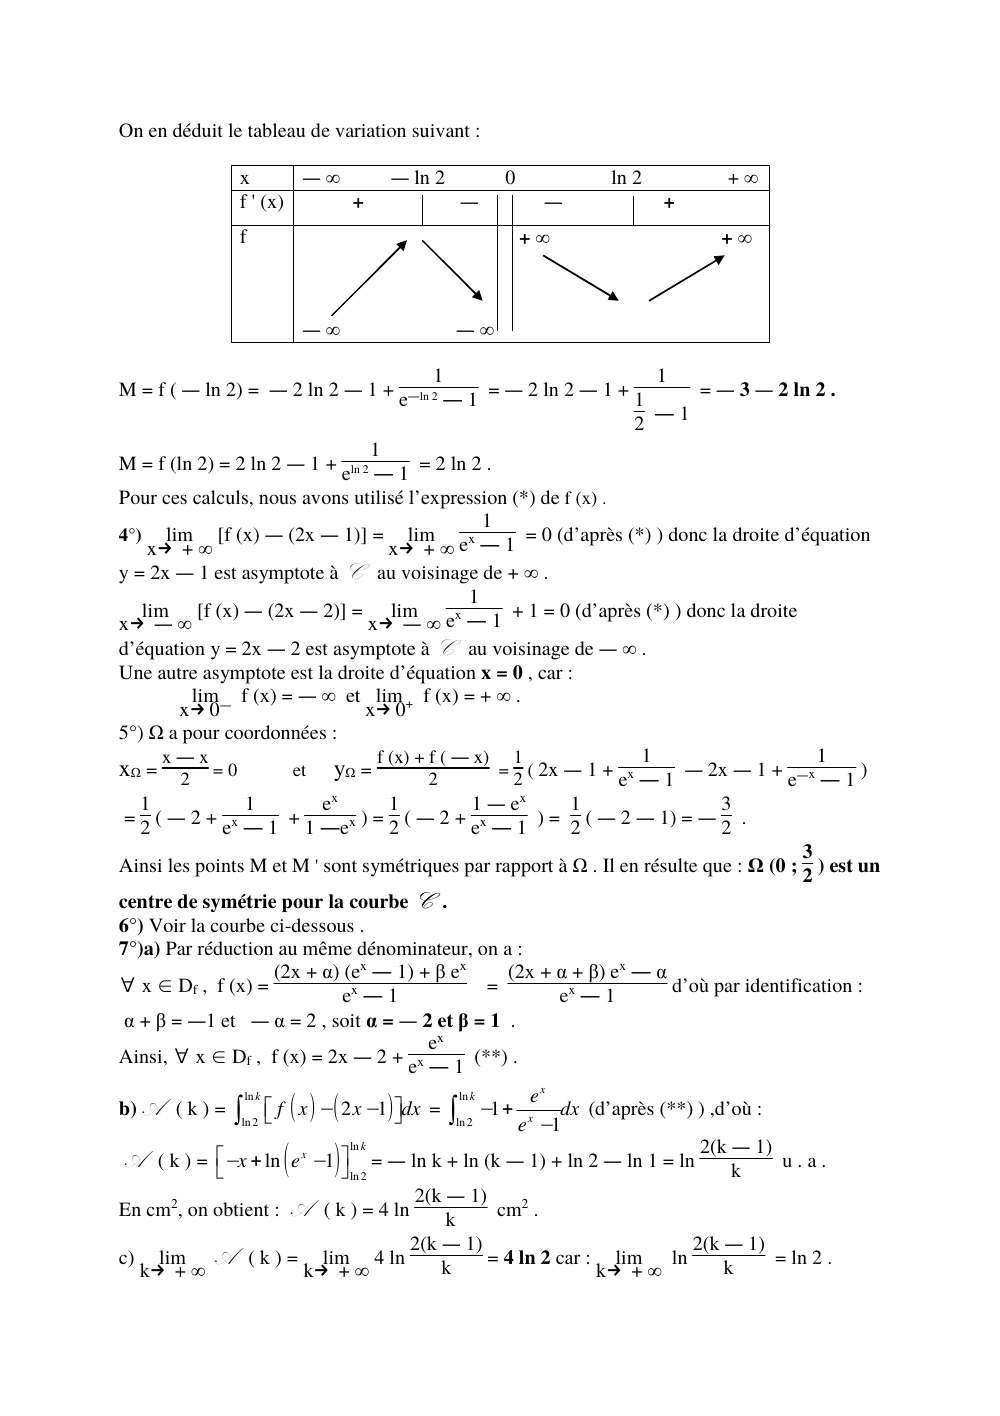 On en déduit le tableau de variation suivant :
x — ∞ — ln 2 0 ln 2 + ∞
f ' (x) + — — +
f + ∞ + ∞
— ∞ — ∞
M = f ( — ln 2) = — 2 ln 2 — 1 + 1/(e^(—ln 2) — 1) = — 2 ln 2 — 1 + 1/(1/2 — 1) = — 3 — 2 ln 2 .
M = f (ln 2) = 2 ln 2 — 1 + 1/(e^(ln 2) — 1) = 2 ln 2 .
Pour ces calculs, nous avons utilisé l'expression (*) de f (x) .
4°) lim x→ + ∞ [f (x) — (2x — 1)] = lim x→ + ∞ 1/(e^x — 1) = 0 (d'après (*) ) donc la droite d'équation
y = 2x — 1 est asymptote à 𝒞 au voisinage de + ∞ .
lim x→ — ∞ [f (x) — (2x — 2)] = lim x→ — ∞ 1/(e^x — 1) + 1 = 0 (d'après (*) ) donc la droite
d'équation y = 2x — 2 est asymptote à 𝒞 au voisinage de — ∞ .
Une autre asymptote est la droite d'équation x = 0 , car :
lim x→ 0^— f (x) = — ∞ et lim x→ 0^+ f (x) = + ∞ .
5°) Ω a pour coordonnées :
xΩ = (x — x)/2 = 0 et yΩ = (f (x) + f ( — x))/2 = 1/2 ( 2x — 1 + 1/(e^x — 1) — 2x — 1 + 1/(e^(—x) — 1) )
= 1/2 ( — 2 + 1/(e^x — 1) + e^x/(1 —e^x) ) = 1/2 ( — 2 + (1 — e^x)/(e^x — 1) ) = 1/2 ( — 2 — 1) = — 3/2 .
Ainsi les points M et M ' sont symétriques par rapport à Ω . Il en résulte que : Ω (0 ; 3/2 ) est un
centre de symétrie pour la courbe 𝒞 .
6°) Voir la courbe ci-dessous .
7°)a) Par réduction au même dénominateur, on a :
∀ x ∈ D_f , f (x) = ((2x + α) (e^x — 1) + β e^x)/(e^x — 1) = ((2x + α + β) e^x — α)/(e^x — 1) d'où par identification :
α + β = —1 et — α = 2 , soit α = — 2 et β = 1 .
Ainsi, ∀ x ∈ D_f , f (x) = 2x — 2 + e^x/(e^x — 1) (**) .
b) 𝒜 ( k ) = ∫_(ln 2)^(ln k) [ f (x) −(2x −1)]dx = ∫_(ln 2)^(ln k) −1+ e^x/(e^x −1) dx (d'après (**) ) ,d'où :
𝒜 ( k ) = [ −x + ln (e^x −1)]_(ln 2)^(ln k) = — ln k + ln (k — 1) + ln 2 — ln 1 = ln 2(k — 1)/k u . a .
En cm², on obtient : 𝒜 ( k ) = 4 ln 2(k — 1)/k cm² .
c) lim k→ + ∞ 𝒜 ( k ) = lim k→ + ∞ 4 ln 2(k — 1)/k = 4 ln 2 car : lim k→ + ∞ ln 2(k — 1)/k = ln 2 .